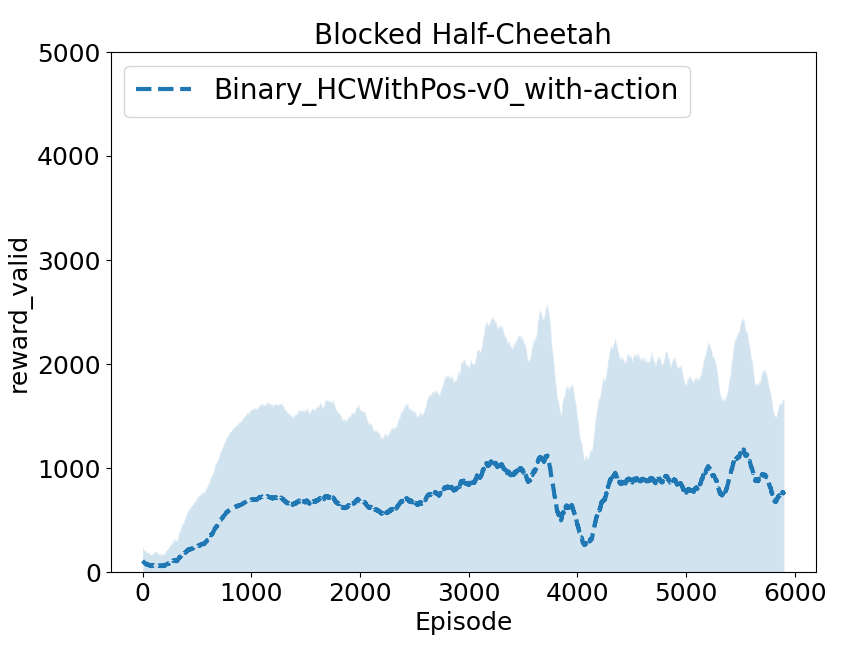 Blocked Half-Cheetah
Binary_HCWithPos-v0_with-action
reward_valid
5000
4000
3000
2000
1000
0
0 1000 2000 3000 4000 5000 6000
Episode